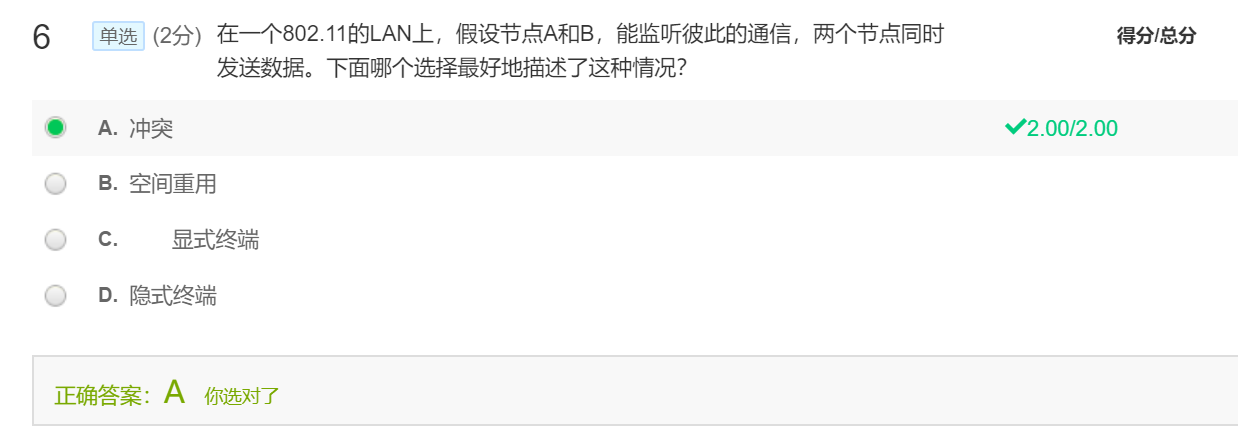 6 单选 (2分) 在一个802.11的LAN上，假设节点A和B，能监听彼此的通信，两个节点同时 得分/总分
发送数据。下面哪个选择最好地描述了这种情况？
A. 冲突 2.00/2.00
B. 空间重用
C. 显式终端
D. 隐式终端
正确答案：A 你选对了